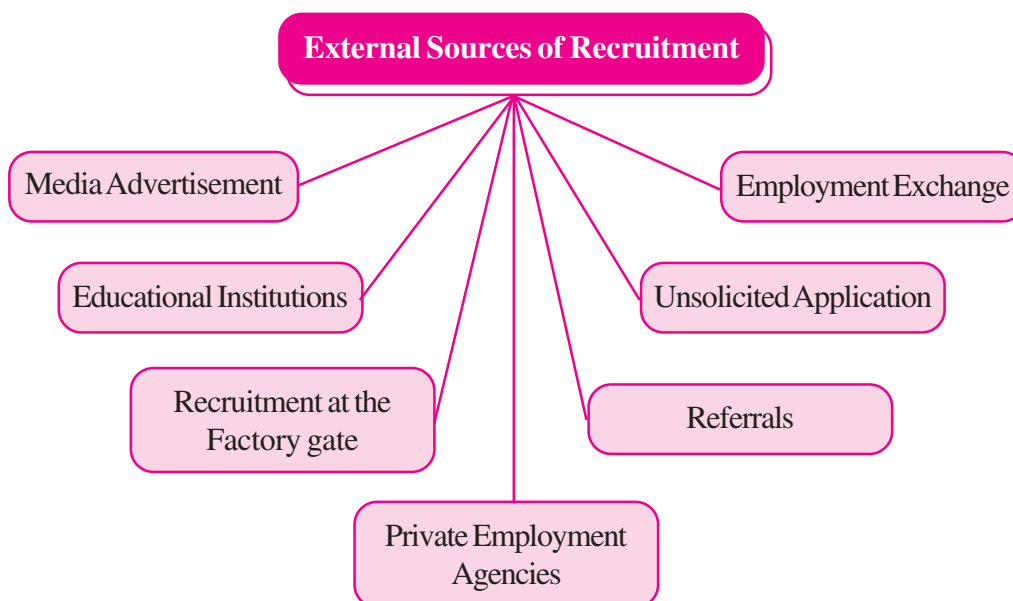 External Sources of Recruitment
Media Advertisement
Employment Exchange
Educational Institutions
Unsolicited Application
Recruitment at the
Factory gate
Referrals
Private Employment
Agencies